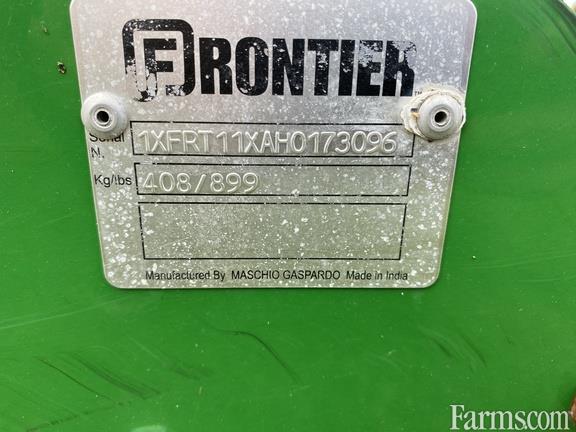 FRONTIER
Serial N. 1XFRT11XAH0173096
Kg/lbs 408/899
Manufactured By MASCHIO GASPARDO Made in India
Farms.com